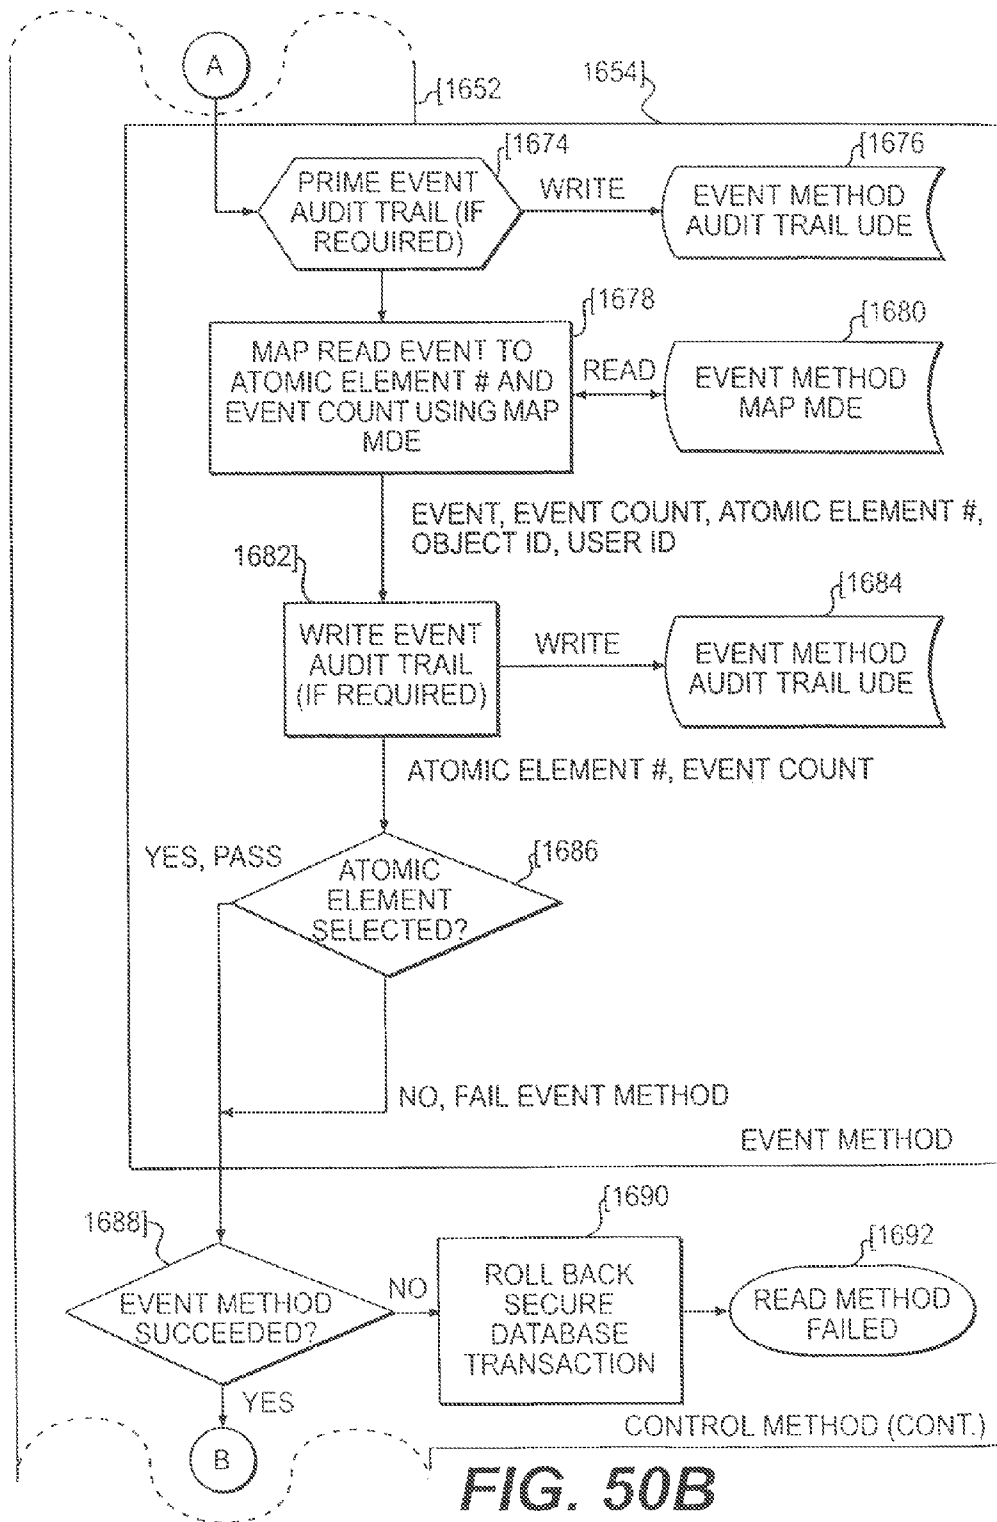 A
[1652
1654]
[1674
PRIME EVENT
AUDIT TRAIL (IF
REQUIRED)
WRITE
[1676
EVENT METHOD
AUDIT TRAIL UDE
[1678
MAP READ EVENT TO
ATOMIC ELEMENT # AND
EVENT COUNT USING MAP
MDE
READ
[1680
EVENT METHOD
MAP MDE
EVENT, EVENT COUNT, ATOMIC ELEMENT #,
OBJECT ID, USER ID
1682]
WRITE EVENT
AUDIT TRAIL
(IF REQUIRED)
WRITE
[1684
EVENT METHOD
AUDIT TRAIL UDE
ATOMIC ELEMENT #, EVENT COUNT
YES, PASS
[1686
ATOMIC
ELEMENT
SELECTED?
NO, FAIL EVENT METHOD
EVENT METHOD
1688]
EVENT METHOD
SUCCEEDED?
NO
[1690
ROLL BACK
SECURE
DATABASE
TRANSACTION
[1692
READ METHOD
FAILED
YES
B
CONTROL METHOD (CONT.)
FIG. 50B